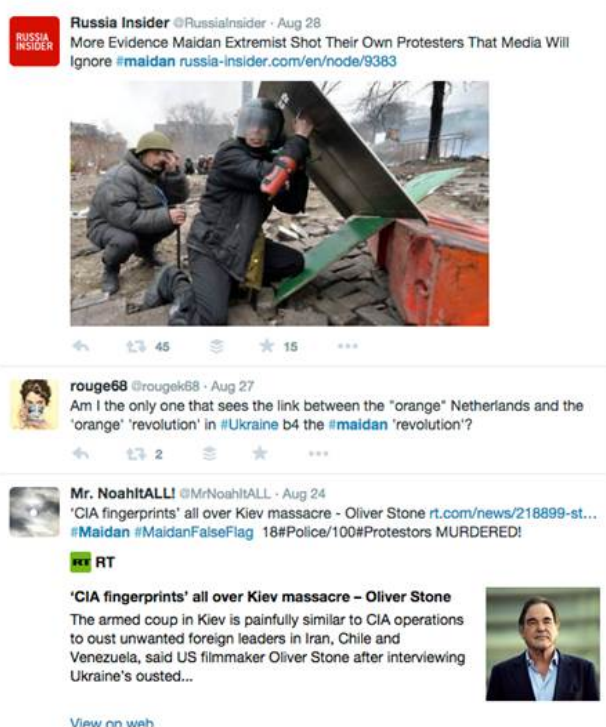 RUSSIA
INSIDER
Russia Insider @RussiaInsider · Aug 28
More Evidence Maidan Extremist Shot Their Own Protesters That Media Will
Ignore #maidan russia-insider.com/en/node/9383
45 15
rouge68 @rougek68 · Aug 27
Am I the only one that sees the link between the "orange" Netherlands and the
'orange' 'revolution' in #Ukraine b4 the #maidan 'revolution'?
2
Mr. NoahItALL! @MrNoahItALL · Aug 24
'CIA fingerprints' all over Kiev massacre - Oliver Stone rt.com/news/218899-st...
#Maidan #MaidanFalseFlag 18#Police/100#Protestors MURDERED!
RT RT
'CIA fingerprints' all over Kiev massacre – Oliver Stone
The armed coup in Kiev is painfully similar to CIA operations
to oust unwanted foreign leaders in Iran, Chile and
Venezuela, said US filmmaker Oliver Stone after interviewing
Ukraine's ousted...
View on web